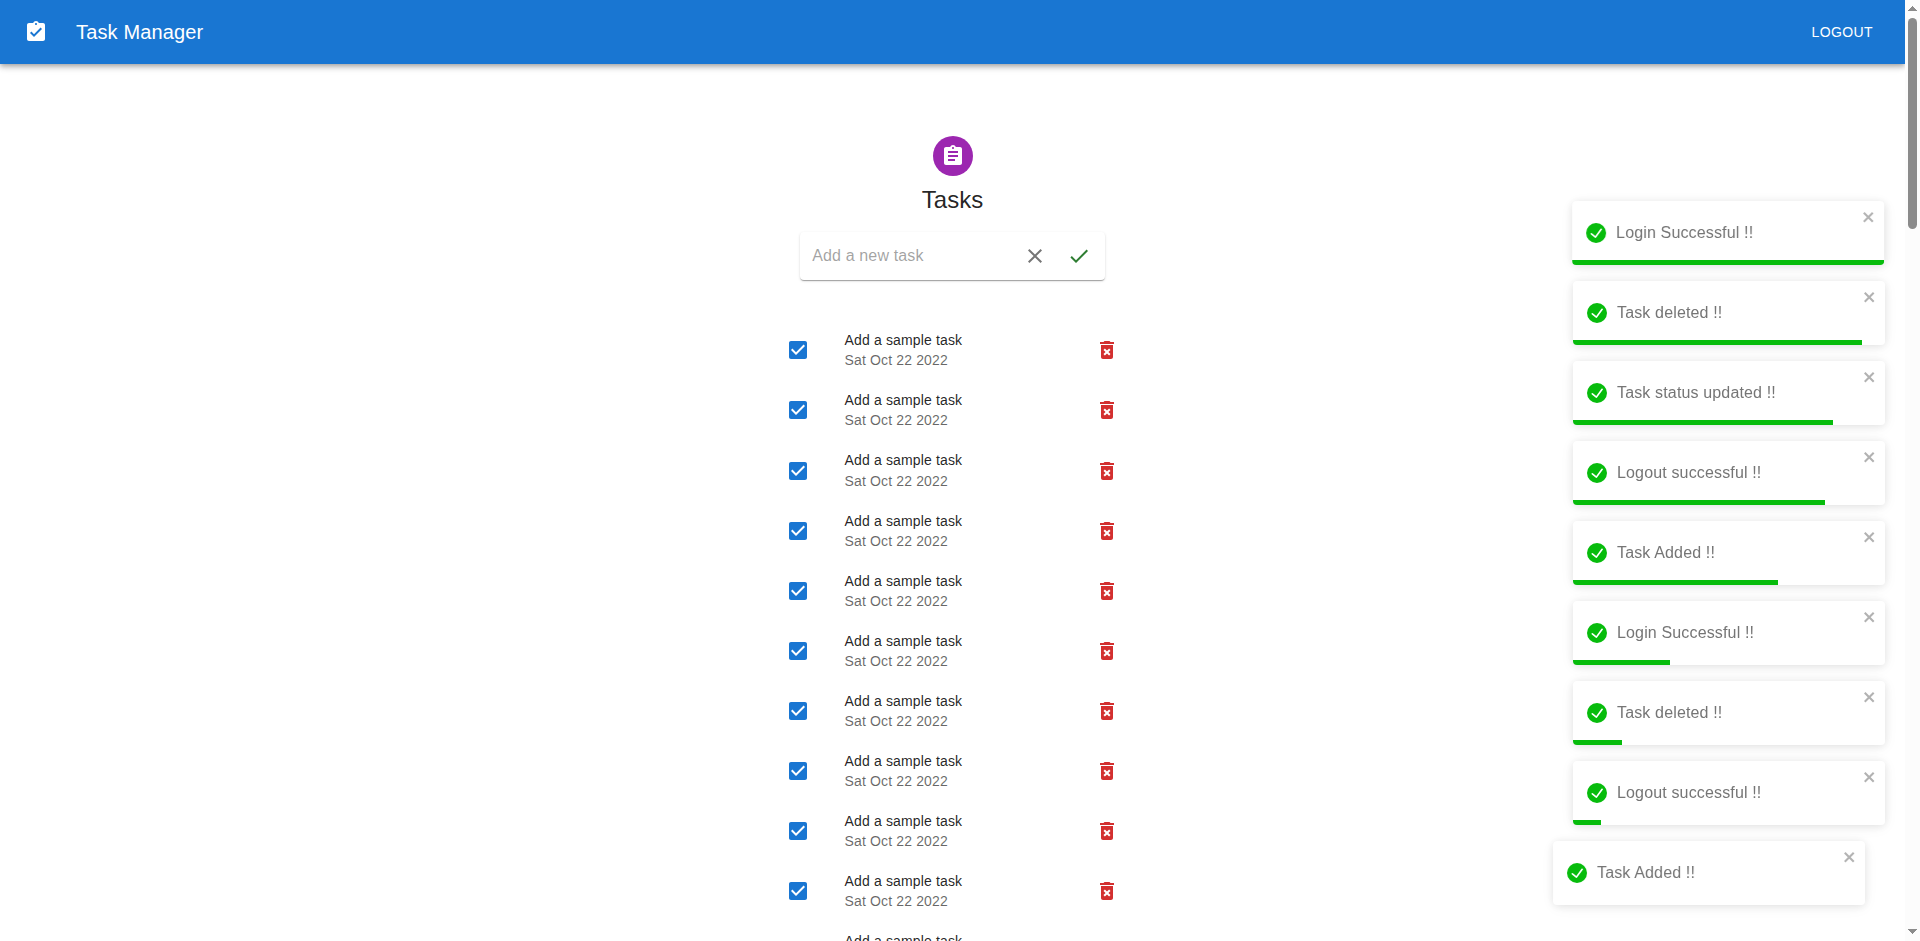 Task Manager
LOGOUT
Tasks
Add a new task
Add a sample task
Sat Oct 22 2022
Add a sample task
Sat Oct 22 2022
Add a sample task
Sat Oct 22 2022
Add a sample task
Sat Oct 22 2022
Add a sample task
Sat Oct 22 2022
Add a sample task
Sat Oct 22 2022
Add a sample task
Sat Oct 22 2022
Add a sample task
Sat Oct 22 2022
Add a sample task
Sat Oct 22 2022
Add a sample task
Sat Oct 22 2022
Add a sample task
Login Successful !!
Task deleted !!
Task status updated !!
Logout successful !!
Task Added !!
Login Successful !!
Task deleted !!
Logout successful !!
Task Added !!